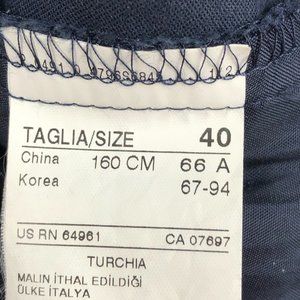 TAGLIA/SIZE 40
China 160 CM 66 A
Korea 67-94
US RN 64961 CA 07697
TURCHIA
MALIN İTHAL EDİLDİĞİ
ÜLKE İTALYA